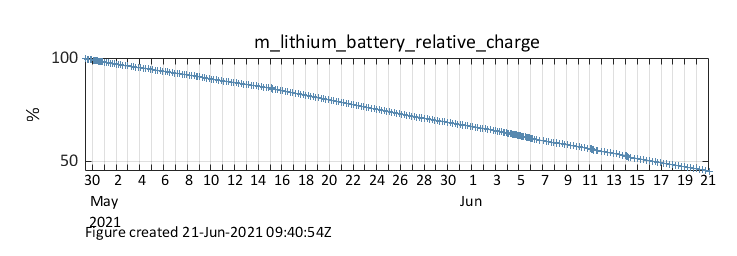 m_lithium_battery_relative_charge
100
50
%
30 2 4 6 8 10 12 14 16 18 20 22 24 26 28 30 1 3 5 7 9 11 13 15 17 19 21
May Jun
2021
Figure created 21-Jun-2021 09:40:54Z